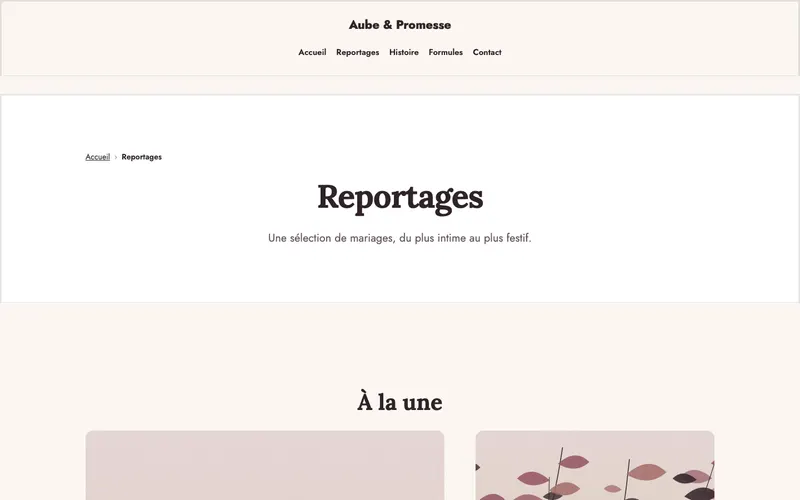 Aube & Promesse
Accueil Reportages Histoire Formules Contact
Accueil › Reportages
Reportages
Une sélection de mariages, du plus intime au plus festif.
À la une